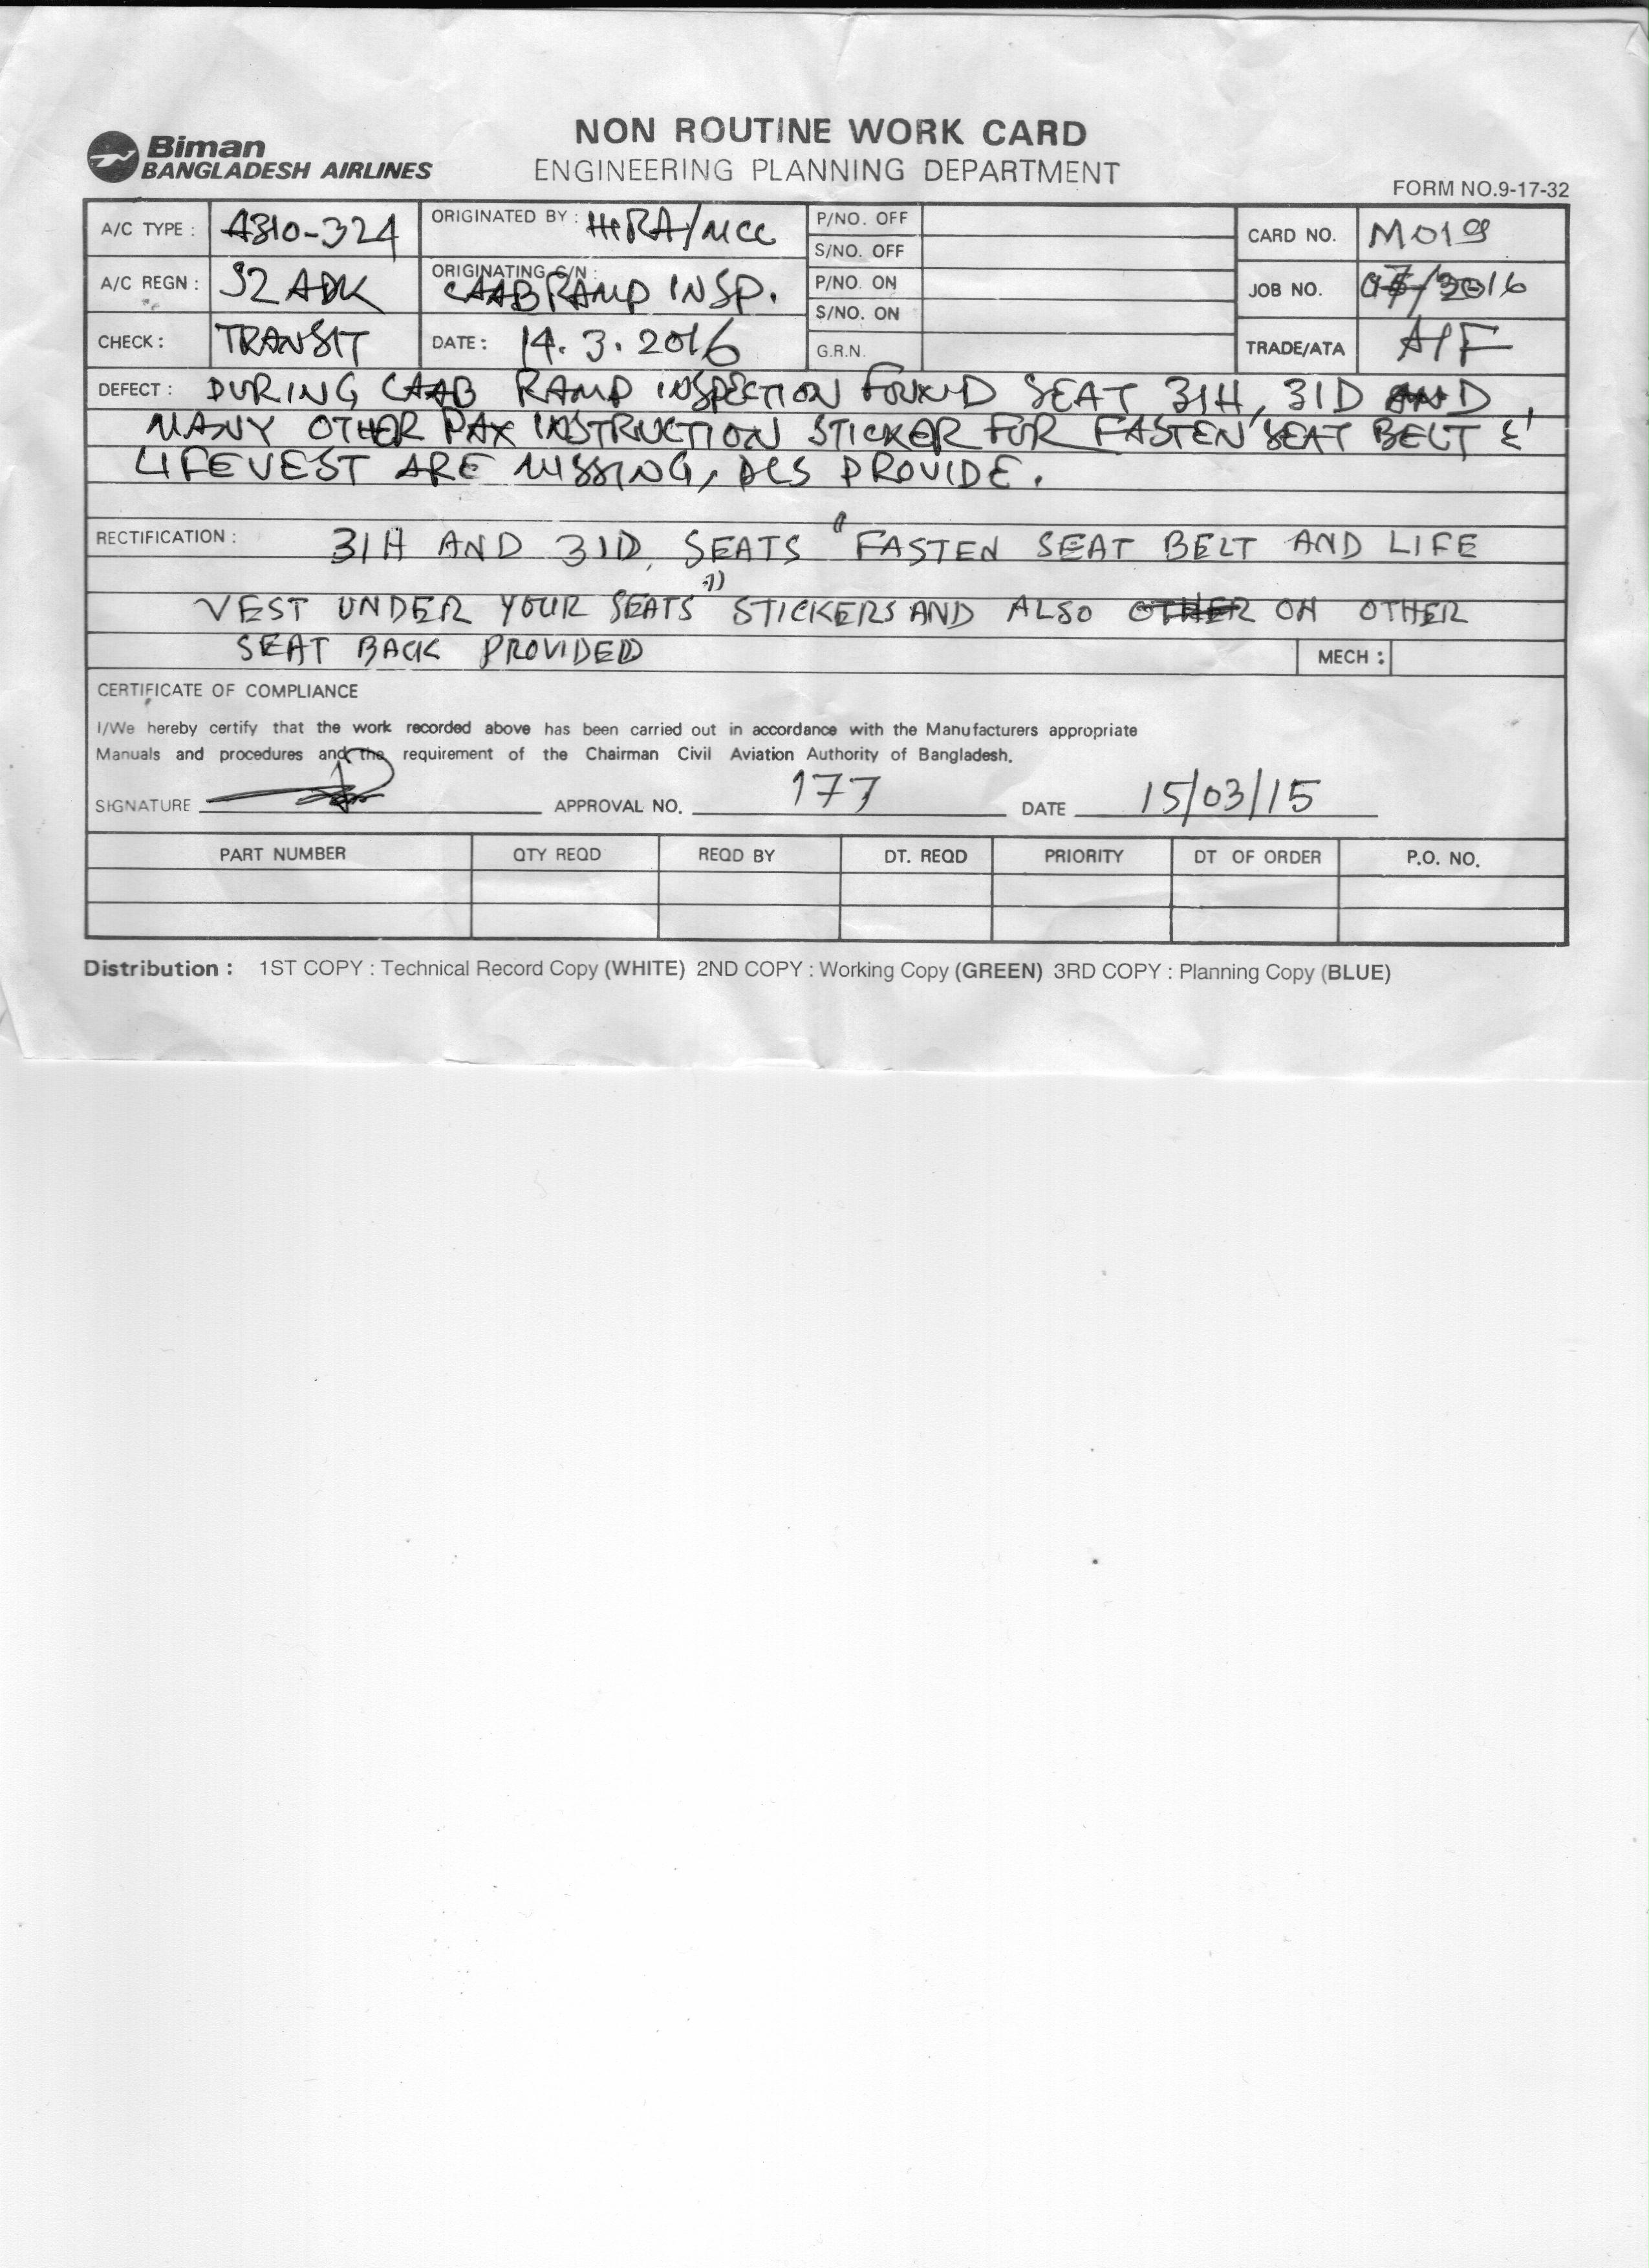 Biman
BANGLADESH AIRLINES
NON ROUTINE WORK CARD
ENGINEERING PLANNING DEPARTMENT
FORM NO.9-17-32
A/C TYPE : A310-324
ORIGINATED BY : HIRA/MCC
P/NO. OFF
S/NO. OFF
CARD NO. M019
A/C REGN : S2 ADK
ORIGINATING C/N : CAAB RAMP INSP.
P/NO. ON
S/NO. ON
JOB NO. /2016
CHECK : TRANSIT
DATE : 14.3.2016
G.R.N.
TRADE/ATA A/F
DEFECT : DURING CAAB RAMP INSPECTION FOUND SEAT 31H, 31D AND
MANY OTHER PAX INSTRUCTION STICKER FOR FASTEN SEAT BELT &
LIFEVEST ARE MISSING, PLS PROVIDE.
RECTIFICATION : 31H AND 31D, SEATS "FASTEN SEAT BELT AND LIFE
VEST UNDER YOUR SEATS" STICKERS AND ALSO OTHER ON OTHER
SEAT BACK PROVIDED
MECH :
CERTIFICATE OF COMPLIANCE
I/We hereby certify that the work recorded above has been carried out in accordance with the Manufacturers appropriate
Manuals and procedures and the requirement of the Chairman Civil Aviation Authority of Bangladesh.
SIGNATURE APPROVAL NO. 177 DATE 15/03/15
PART NUMBER QTY REQD REQD BY DT. REQD PRIORITY DT OF ORDER P.O. NO.
Distribution : 1ST COPY : Technical Record Copy (WHITE) 2ND COPY : Working Copy (GREEN) 3RD COPY : Planning Copy (BLUE)